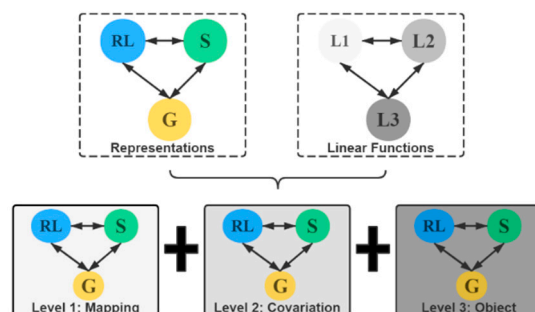 RL S L1 L2
G L3
Representations Linear Functions
RL S RL S RL S
G G G
Level 1: Mapping Level 2: Covariation Level 3: Object